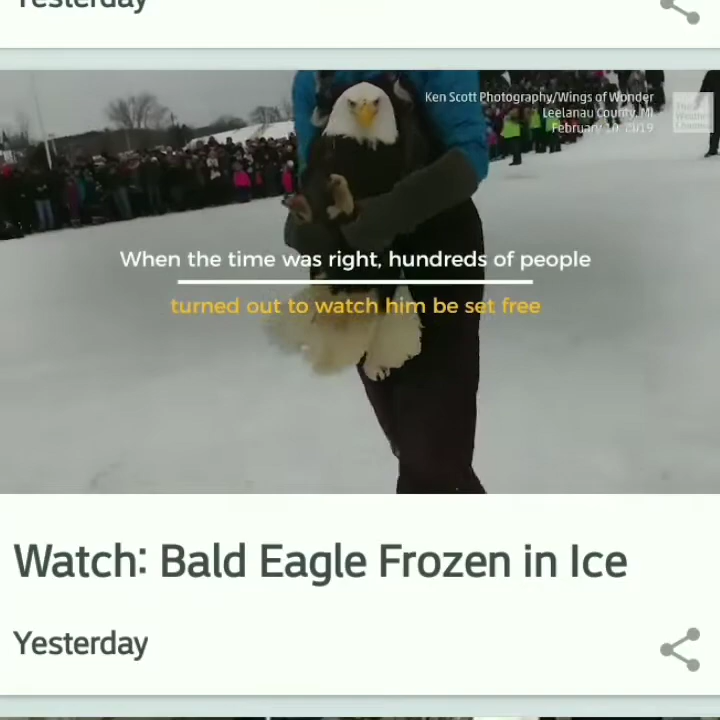 Yesterday
Ken Scott Photography/Wings of Wonder
Leelanau County, MI
February 10, 2019
When the time was right, hundreds of people
turned out to watch him be set free
Watch: Bald Eagle Frozen in Ice
Yesterday